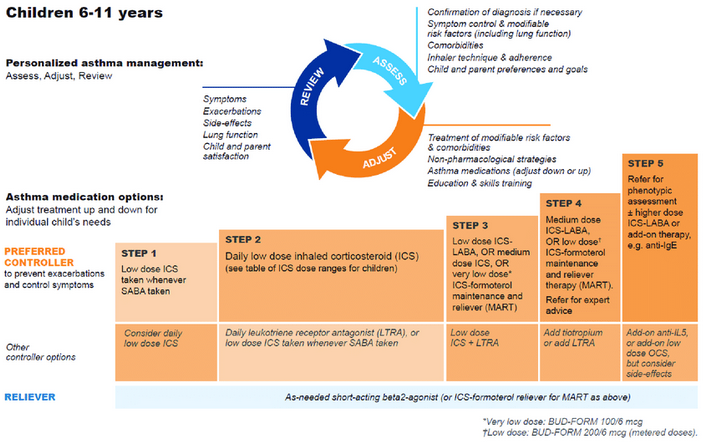 Children 6-11 years
Personalized asthma management:
Assess, Adjust, Review
REVIEW
ASSESS
ADJUST
Confirmation of diagnosis if necessary
Symptom control & modifiable
risk factors (including lung function)
Comorbidities
Inhaler technique & adherence
Child and parent preferences and goals
Symptoms
Exacerbations
Side-effects
Lung function
Child and parent
satisfaction
Treatment of modifiable risk factors
& comorbidities
Non-pharmacological strategies
Asthma medications (adjust down or up)
Education & skills training
Asthma medication options:
Adjust treatment up and down for
individual child's needs
PREFERRED
CONTROLLER
to prevent exacerbations
and control symptoms
STEP 1
Low dose ICS
taken whenever
SABA taken
STEP 2
Daily low dose inhaled corticosteroid (ICS)
(see table of ICS dose ranges for children)
STEP 3
Low dose ICS-
LABA, OR medium
dose ICS, OR
very low dose*
ICS-formoterol
maintenance and
reliever (MART)
STEP 4
Medium dose
ICS-LABA,
OR low dose†
ICS-formoterol
maintenance
and reliever
therapy (MART).
Refer for expert
advice
STEP 5
Refer for
phenotypic
assessment
± higher dose
ICS-LABA or
add-on therapy,
e.g. anti-IgE
Other
controller options
Consider daily
low dose ICS
Daily leukotriene receptor antagonist (LTRA), or
low dose ICS taken whenever SABA taken
Low dose
ICS + LTRA
Add tiotropium
or add LTRA
Add-on anti-IL5,
or add-on low
dose OCS,
but consider
side-effects
RELIEVER
As-needed short-acting beta2-agonist (or ICS-formoterol reliever for MART as above)
*Very low dose: BUD-FORM 100/6 mcg
†Low dose: BUD-FORM 200/6 mcg (metered doses).